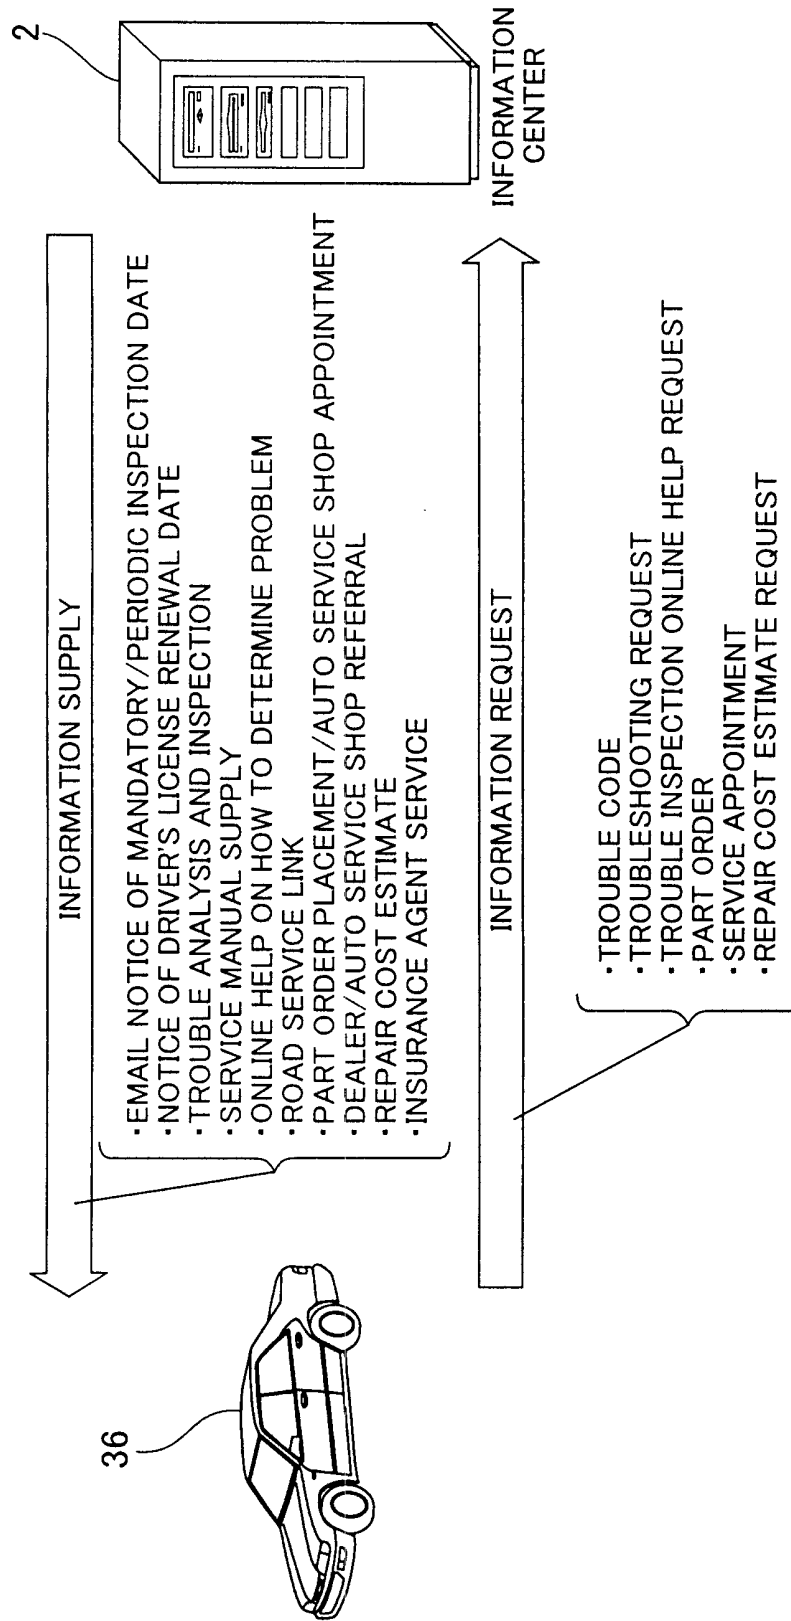 INFORMATION SUPPLY
2
· EMAIL NOTICE OF MANDATORY/PERIODIC INSPECTION DATE
· NOTICE OF DRIVER'S LICENSE RENEWAL DATE
· TROUBLE ANALYSIS AND INSPECTION
· SERVICE MANUAL SUPPLY
· ONLINE HELP ON HOW TO DETERMINE PROBLEM
· ROAD SERVICE LINK
· PART ORDER PLACEMENT/AUTO SERVICE SHOP APPOINTMENT
· DEALER/AUTO SERVICE SHOP REFERRAL
· REPAIR COST ESTIMATE
· INSURANCE AGENT SERVICE
36
INFORMATION
CENTER
INFORMATION REQUEST
· TROUBLE CODE
· TROUBLESHOOTING REQUEST
· TROUBLE INSPECTION ONLINE HELP REQUEST
· PART ORDER
· SERVICE APPOINTMENT
· REPAIR COST ESTIMATE REQUEST